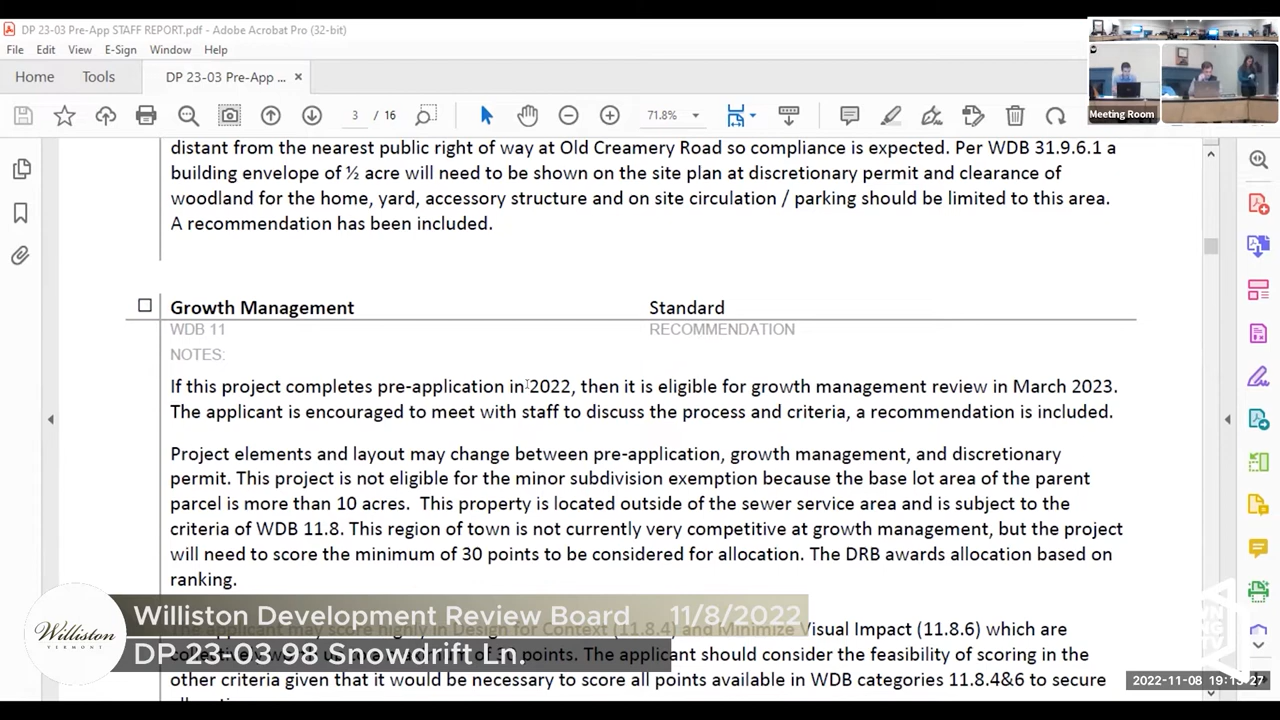 DP 23-03 Pre-App STAFF REPORT.pdf - Adobe Acrobat Pro (32-bit)
File Edit View E-Sign Window Help
Home Tools DP 23-03 Pre-App ... ×
3 / 16 71.8%
Meeting Room
distant from the nearest public right of way at Old Creamery Road so compliance is expected. Per WDB 31.9.6.1 a
building envelope of ½ acre will need to be shown on the site plan at discretionary permit and clearance of
woodland for the home, yard, accessory structure and on site circulation / parking should be limited to this area.
A recommendation has been included.
Growth Management Standard
WDB 11 RECOMMENDATION
NOTES:
If this project completes pre-application in 2022, then it is eligible for growth management review in March 2023.
The applicant is encouraged to meet with staff to discuss the process and criteria, a recommendation is included.
Project elements and layout may change between pre-application, growth management, and discretionary
permit. This project is not eligible for the minor subdivision exemption because the base lot area of the parent
parcel is more than 10 acres. This property is located outside of the sewer service area and is subject to the
criteria of WDB 11.8. This region of town is not currently very competitive at growth management, but the project
will need to score the minimum of 30 points to be considered for allocation. The DRB awards allocation based on
ranking.
Williston Development Review Board 11/8/2022
The applicant may score highly in Design for Context (11.8.4) and Minimize Visual Impact (11.8.6) which are
Williston
VERMONT
DP 23-03 98 Snowdrift Ln.
points. The applicant should consider the feasibility of scoring in the
other criteria given that it would be necessary to score all points available in WDB categories 11.8.4&6 to secure
2022-11-08 19:13:27